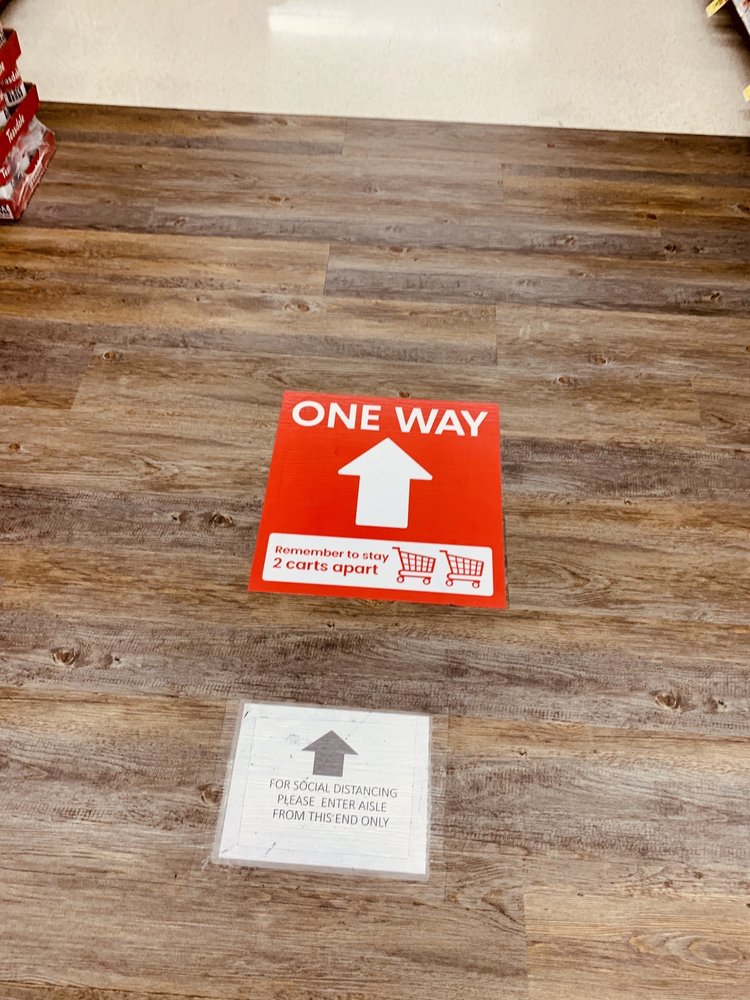 ONE WAY
Remember to stay
2 carts apart
FOR SOCIAL DISTANCING
PLEASE ENTER AISLE
FROM THIS END ONLY